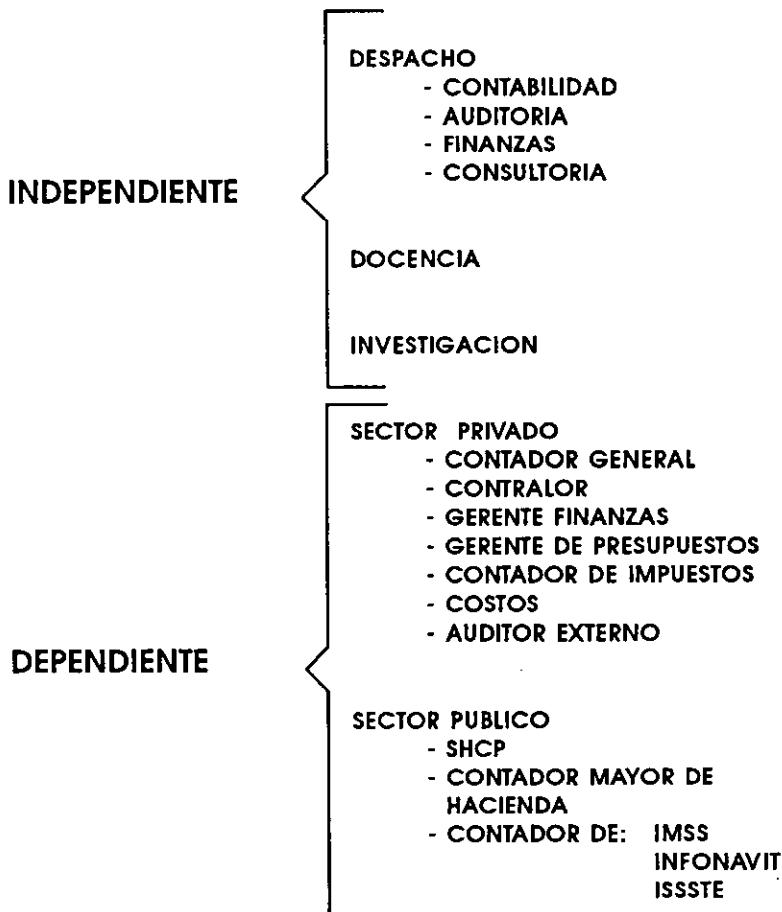 INDEPENDIENTE
DESPACHO
- CONTABILIDAD
- AUDITORIA
- FINANZAS
- CONSULTORIA
DOCENCIA
INVESTIGACION
DEPENDIENTE
SECTOR PRIVADO
- CONTADOR GENERAL
- CONTRALOR
- GERENTE FINANZAS
- GERENTE DE PRESUPUESTOS
- CONTADOR DE IMPUESTOS
- COSTOS
- AUDITOR EXTERNO
SECTOR PUBLICO
- SHCP
- CONTADOR MAYOR DE
HACIENDA
- CONTADOR DE: IMSS
INFONAVIT
ISSSTE